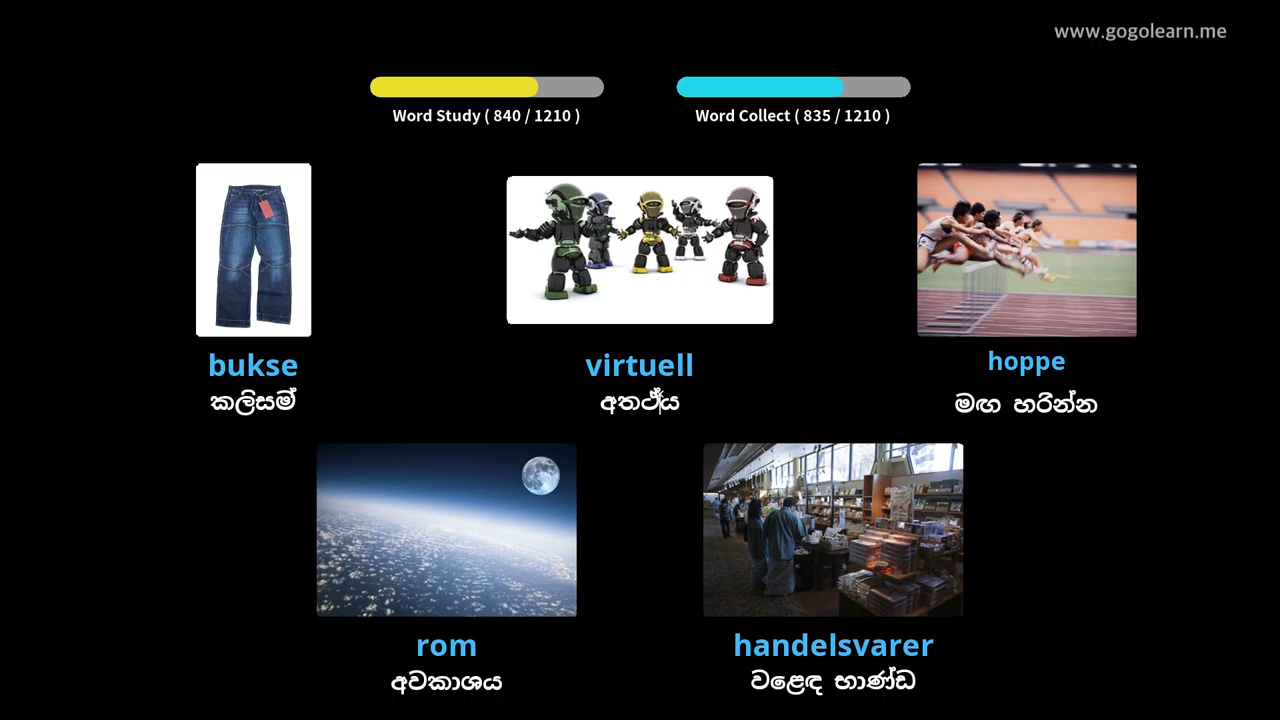 www.gogolearn.me
Word Study ( 840 / 1210 )
Word Collect ( 835 / 1210 )
bukse
කලිසම්
virtuell
අතථ්‍ය
hoppe
මඟ හරින්න
rom
අවකාශය
handelsvarer
වළෙඳ භාණ්ඩ